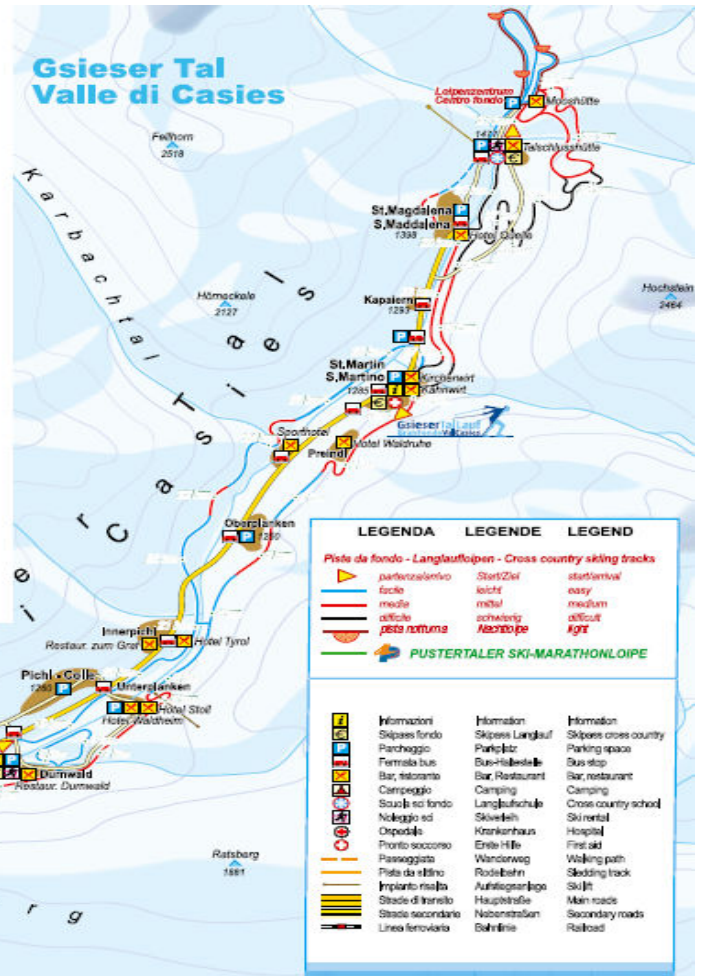 Gsieser Tal
Valle di Casies
Loipenzentrum
Centro fondo
Mooshütte
Fellhorn
2518
Talschlusshütte
Karbachtal
St.Magdalena
S.Maddalena
1398
Hotel Quelle
Hochstein
2464
Hörneckele
2127
Kapaiern
1293
St.Martin
S.Martino
1285
Kirchenwirt
Kahnwirt
GsieserTalLauf
Sporthotel
Hotel Waldruhe
Preindl
Oberplanken
Innerpichl
Restaur. zum Graf
Hotel Tyrol
Pichl - Colle
1260
Unterplanken
Hotel Stoll
Hotel Waldheim
Durnwald
Restaur. Durnwald
Ratsberg
r g
LEGENDA LEGENDE LEGEND
Piste da fondo - Langlaufloipen - Cross country skiing tracks
partenza/arrivo Start/Ziel start/arrival
facile leicht easy
media mittel medium
difficile schwierig difficult
pista notturna Nachtloipe light
PUSTERTALER SKI-MARATHONLOIPE
Informazioni Information Information
Skipass fondo Skipass Langlauf Skipass cross country
Parcheggio Parkplatz Parking space
Fermata bus Bus-Haltestelle Bus stop
Bar, ristorante Bar, Restaurant Bar, restaurant
Campeggio Camping Camping
Scuola sci fondo Langlaufschule Cross country school
Noleggio sci Skiverleih Ski rental
Ospedale Krankenhaus Hospital
Pronto soccorso Erste Hilfe First aid
Passeggiata Wanderweg Walking path
Pista da slittino Rodelbahn Sledding track
Impianto risalita Aufstiegsanlage Ski lift
Strade di transito Hauptstraße Main roads
Strade secondarie Nebenstraßen Secondary roads
Linea ferroviaria Bahnlinie Railroad